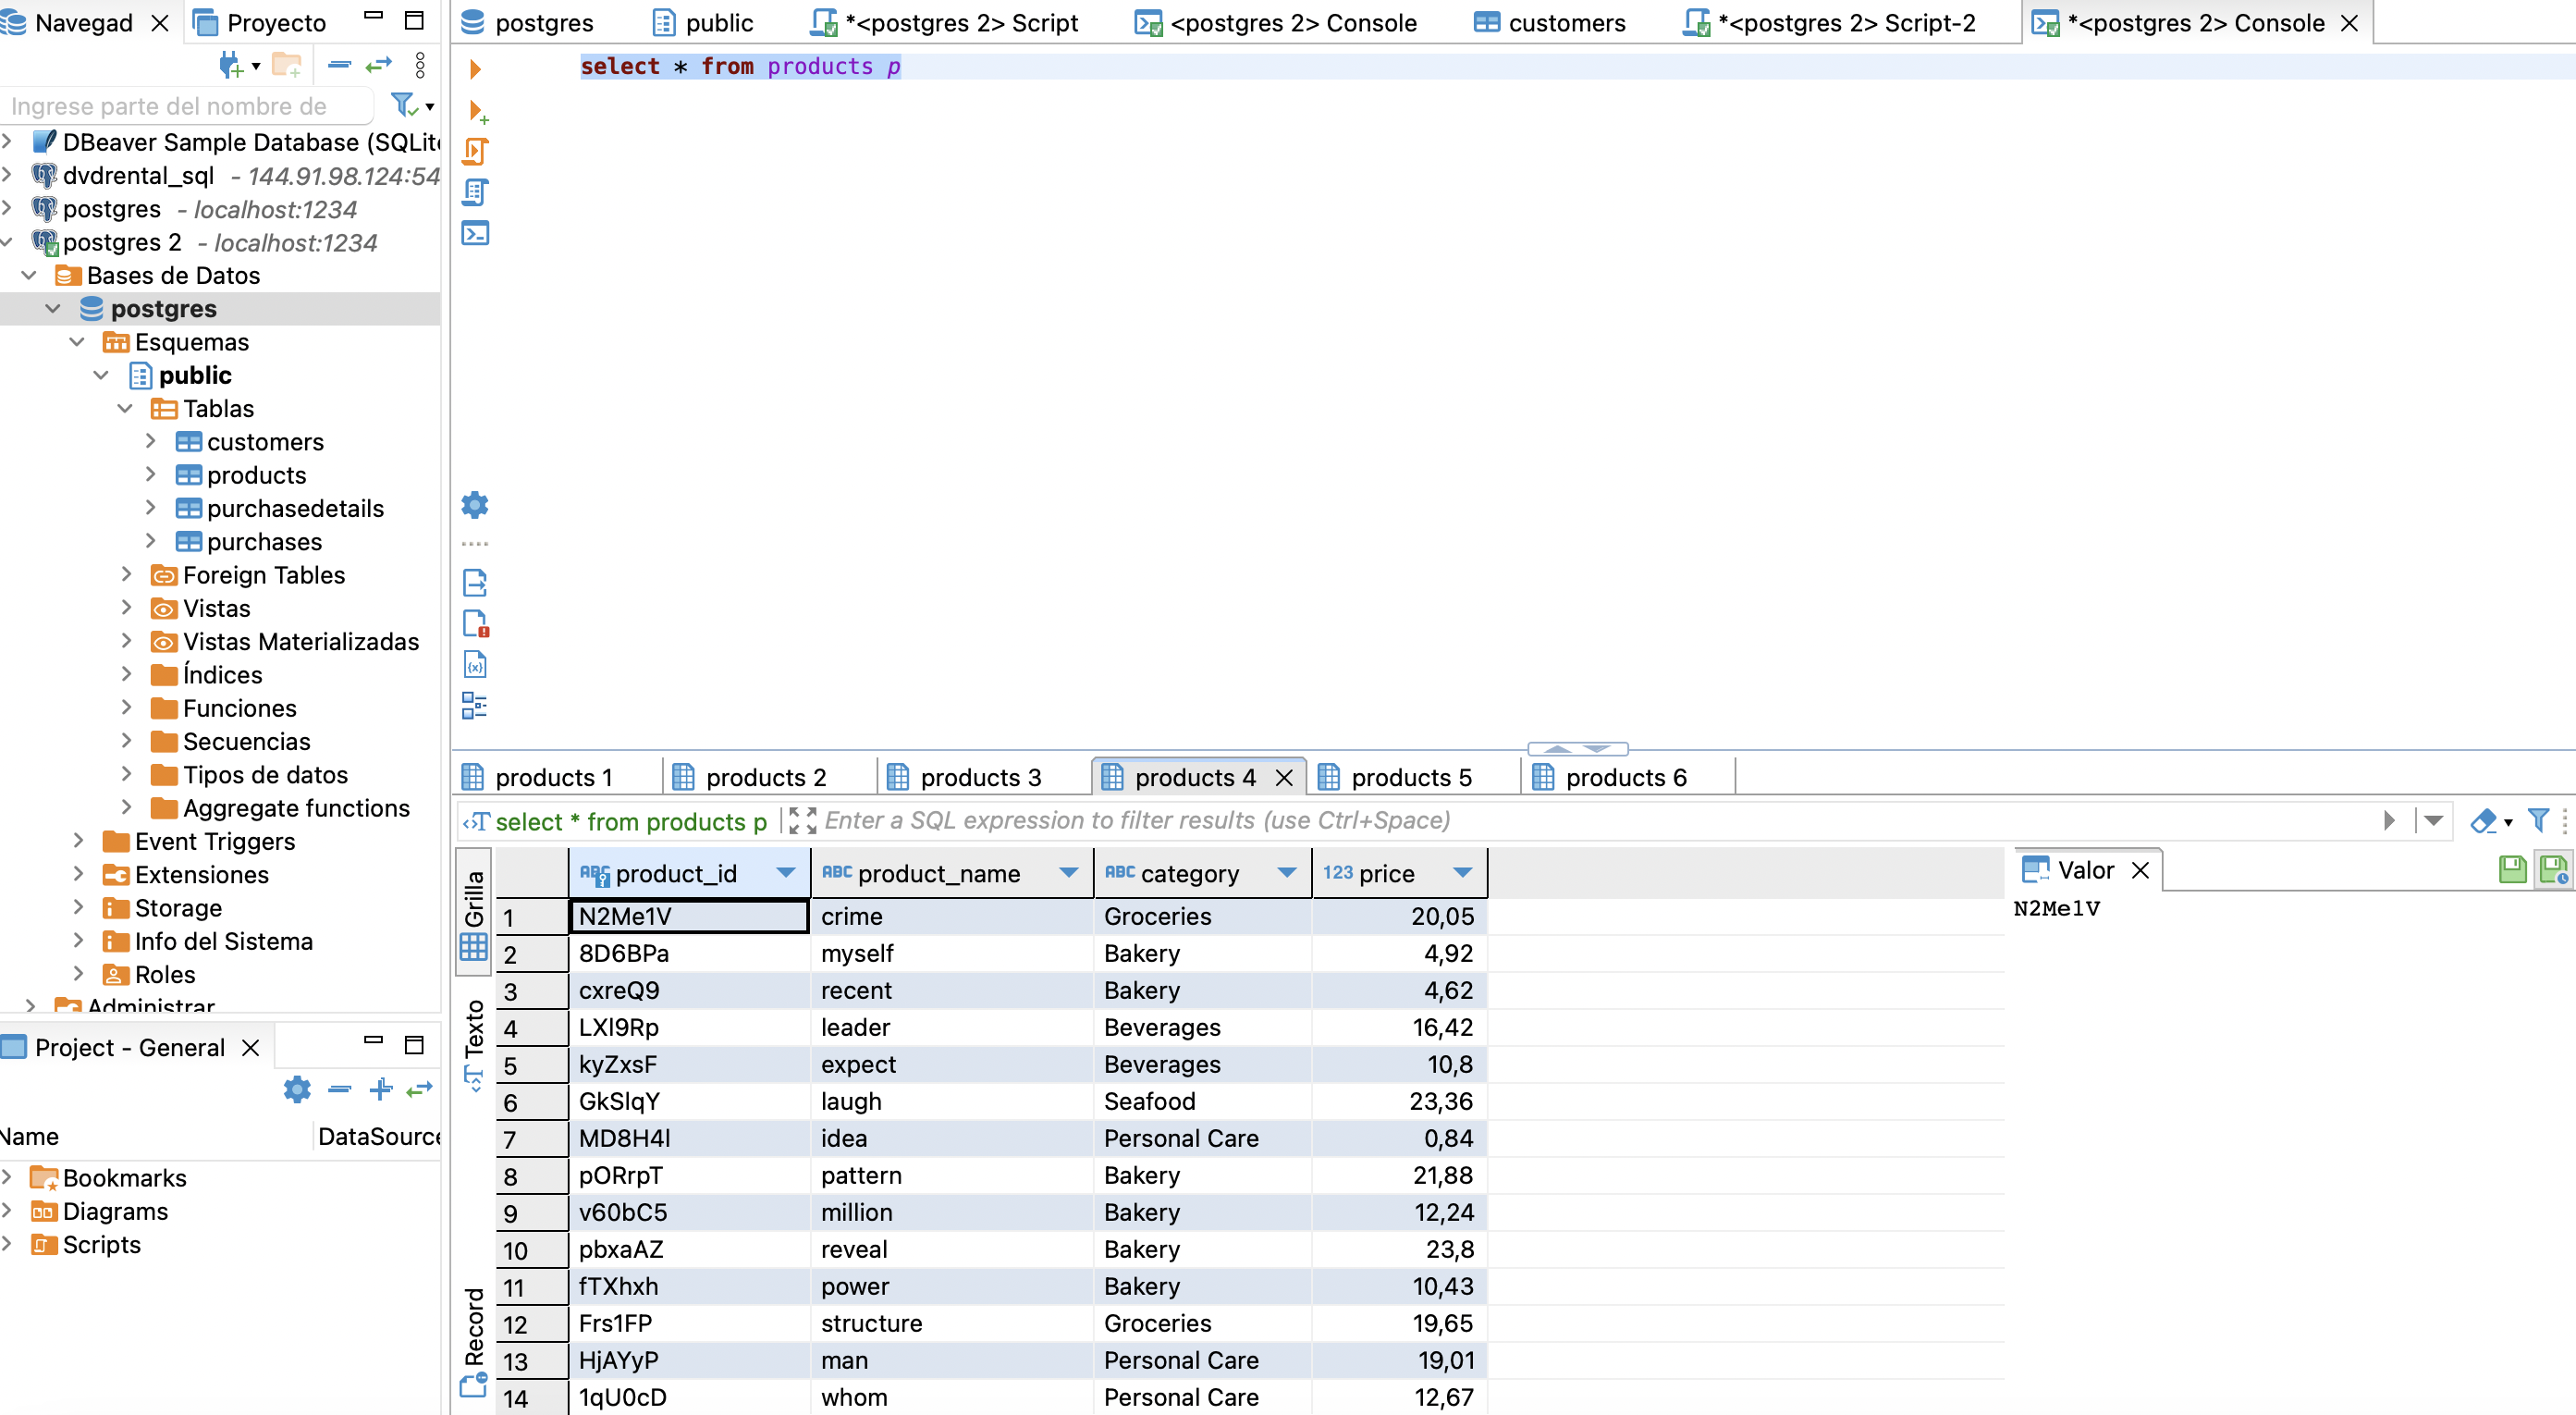 Navegad
Proyecto
postgres
public
*<postgres 2> Script
<postgres 2> Console
customers
*<postgres 2> Script-2
*<postgres 2> Console
Ingrese parte del nombre de
DBeaver Sample Database (SQLite
dvdrental_sql - 144.91.98.124:54
postgres - localhost:1234
postgres 2 - localhost:1234
Bases de Datos
postgres
Esquemas
public
Tablas
customers
products
purchasedetails
purchases
Foreign Tables
Vistas
Vistas Materializadas
Índices
Funciones
Secuencias
Tipos de datos
Aggregate functions
Event Triggers
Extensiones
Storage
Info del Sistema
Roles
Administrar
Project - General
Name DataSource
Bookmarks
Diagrams
Scripts
select * from products p
products 1
products 2
products 3
products 4
products 5
products 6
select * from products p
Enter a SQL expression to filter results (use Ctrl+Space)
Grilla
Texto
Record
ABC product_id ABC product_name ABC category 123 price
1 N2Me1V crime Groceries 20,05
2 8D6BPa myself Bakery 4,92
3 cxreQ9 recent Bakery 4,62
4 LXI9Rp leader Beverages 16,42
5 kyZxsF expect Beverages 10,8
6 GkSlqY laugh Seafood 23,36
7 MD8H4I idea Personal Care 0,84
8 pORrpT pattern Bakery 21,88
9 v60bC5 million Bakery 12,24
10 pbxaAZ reveal Bakery 23,8
11 fTXhxh power Bakery 10,43
12 Frs1FP structure Groceries 19,65
13 HjAYyP man Personal Care 19,01
14 1qU0cD whom Personal Care 12,67
Valor
N2Me1V